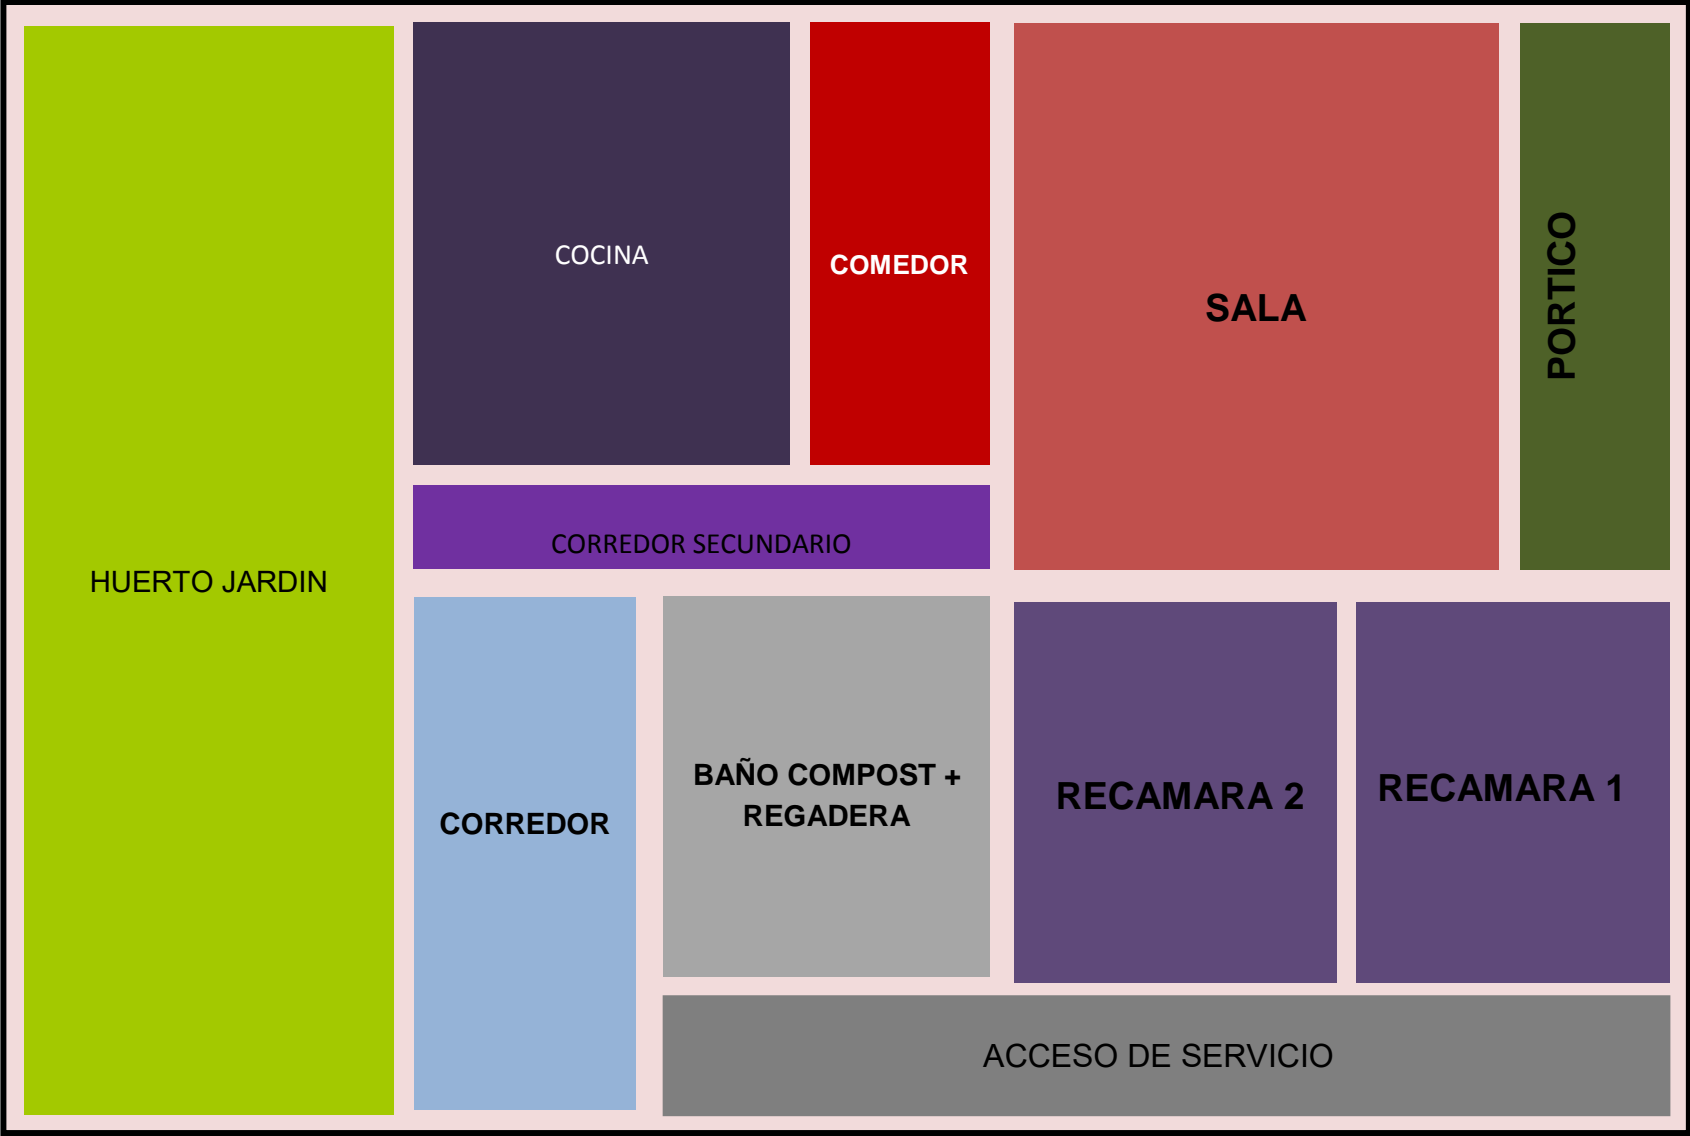 COCINA
COMEDOR
SALA
PORTICO
CORREDOR SECUNDARIO
HUERTO JARDIN
BAÑO COMPOST +
REGADERA
CORREDOR
RECAMARA 2
RECAMARA 1
ACCESO DE SERVICIO